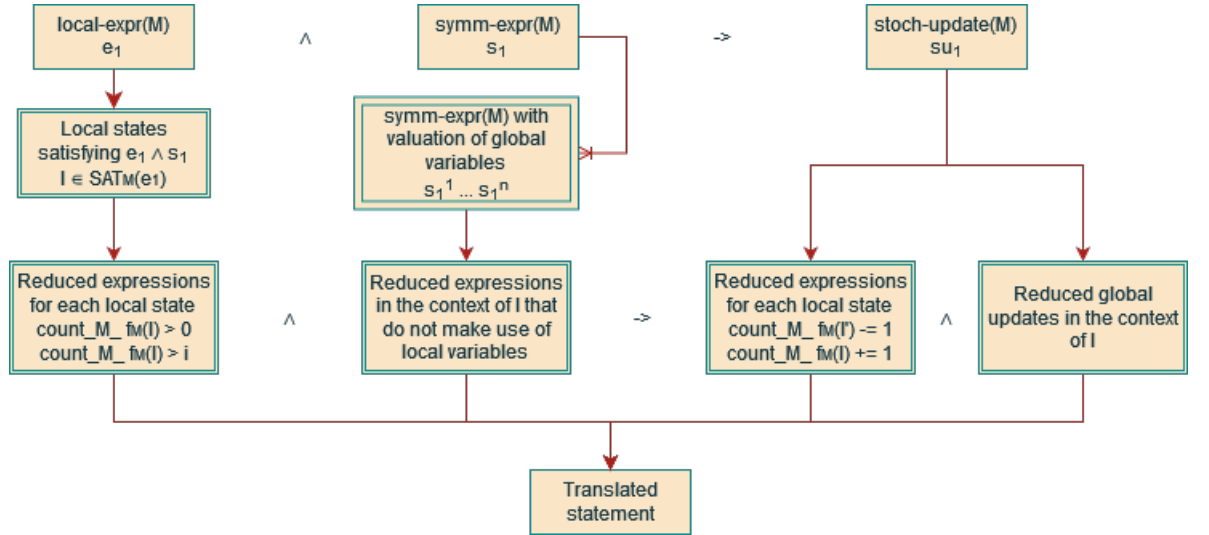 local-expr(M)
e₁
∧
symm-expr(M)
s₁
->
stoch-update(M)
su₁
Local states
satisfying e₁ ∧ s₁
l ∈ SATM(e1)
symm-expr(M) with
valuation of global
variables
s₁¹ ... s₁ⁿ
Reduced expressions
for each local state
count_M_ fM(l) > 0
count_M_ fM(l) > i
∧
Reduced expressions
in the context of l that
do not make use of
local variables
->
Reduced expressions
for each local state
count_M_ fM(l') -= 1
count_M_ fM(l) += 1
∧
Reduced global
updates in the context
of l
Translated
statement